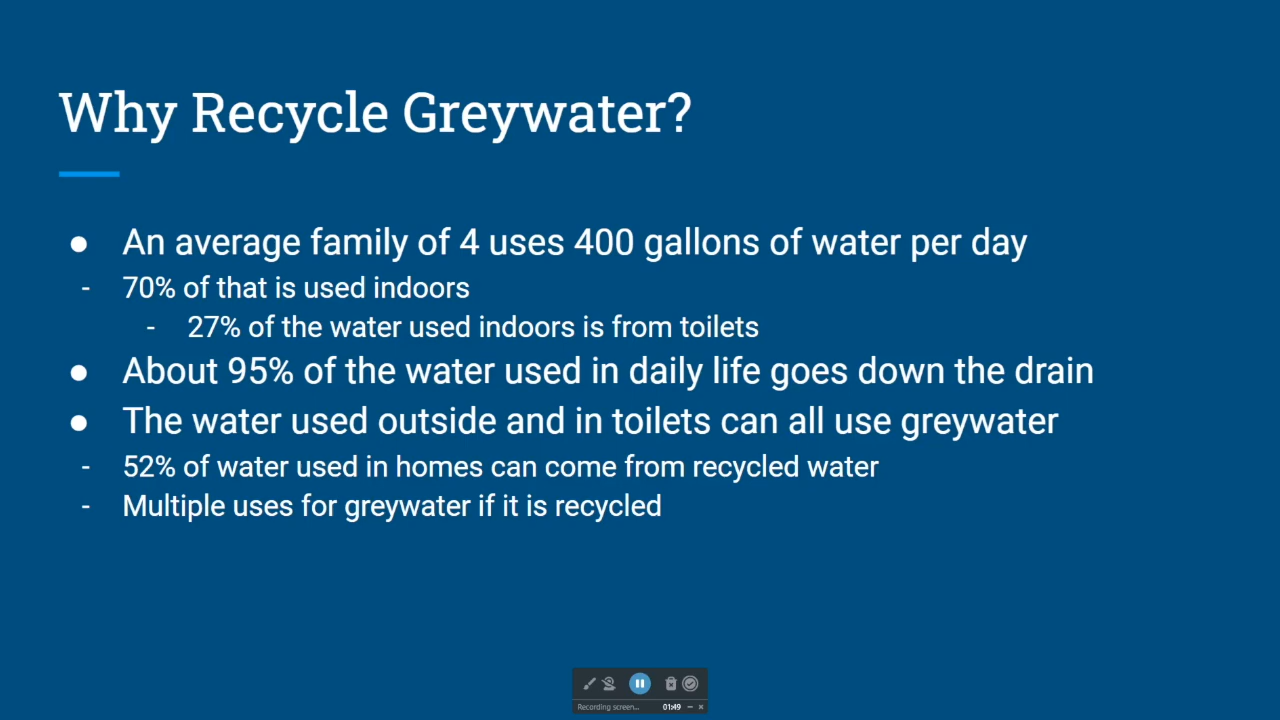 Why Recycle Greywater?
● An average family of 4 uses 400 gallons of water per day
- 70% of that is used indoors
- 27% of the water used indoors is from toilets
● About 95% of the water used in daily life goes down the drain
● The water used outside and in toilets can all use greywater
- 52% of water used in homes can come from recycled water
- Multiple uses for greywater if it is recycled
Recording screen... 01:49